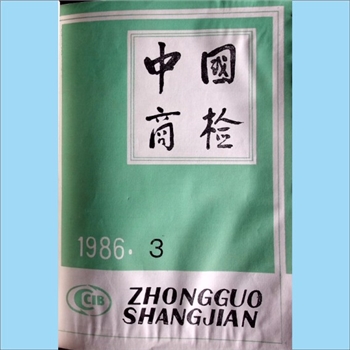 中國
商检
1986. 3
CCIB
ZHONGGUO
SHANGJIAN